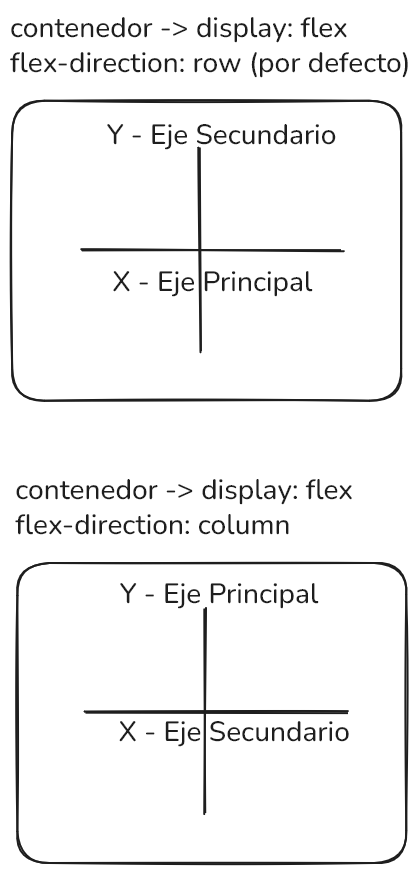 contenedor -> display: flex
flex-direction: row (por defecto)
Y - Eje Secundario
X - Eje Principal
contenedor -> display: flex
flex-direction: column
Y - Eje Principal
X - Eje Secundario